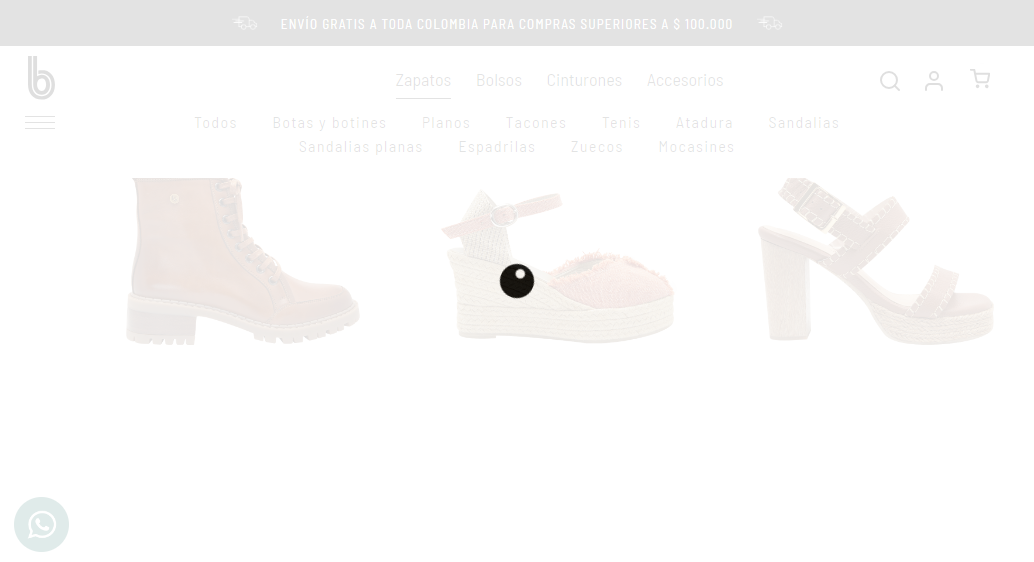 ENVÍO GRATIS A TODA COLOMBIA PARA COMPRAS SUPERIORES A $ 100.000
b
Zapatos Bolsos Cinturones Accesorios
Todos Botas y botines Planos Tacones Tenis Atadura Sandalias
Sandalias planas Espadrilas Zuecos Mocasines